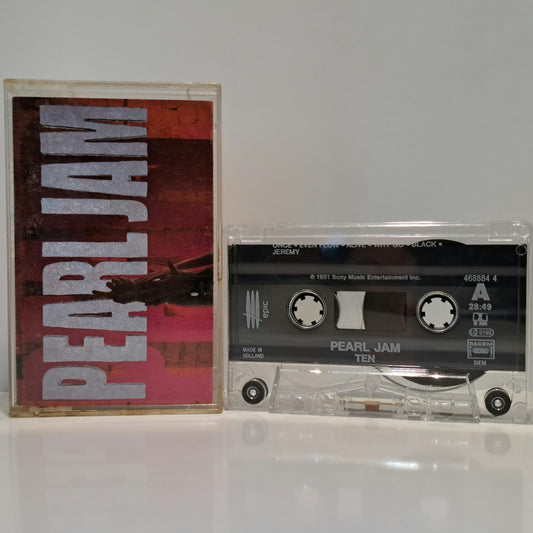 PEARL JAM
ONCE • EVEN FLOW • ALIVE • WHY GO • BLACK •
JEREMY
℗ 1991 Sony Music Entertainment Inc.
468884 4
A
28:49
epic
SACEM
BIEM
MADE IN
HOLLAND
PEARL JAM
TEN